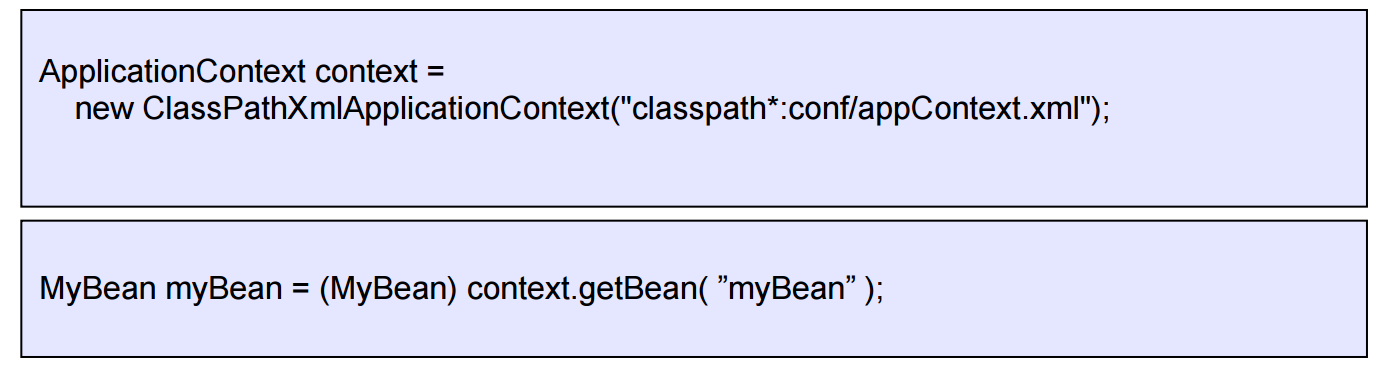 ApplicationContext context =
new ClassPathXmlApplicationContext("classpath*:conf/appContext.xml");
MyBean myBean = (MyBean) context.getBean( ”myBean” );